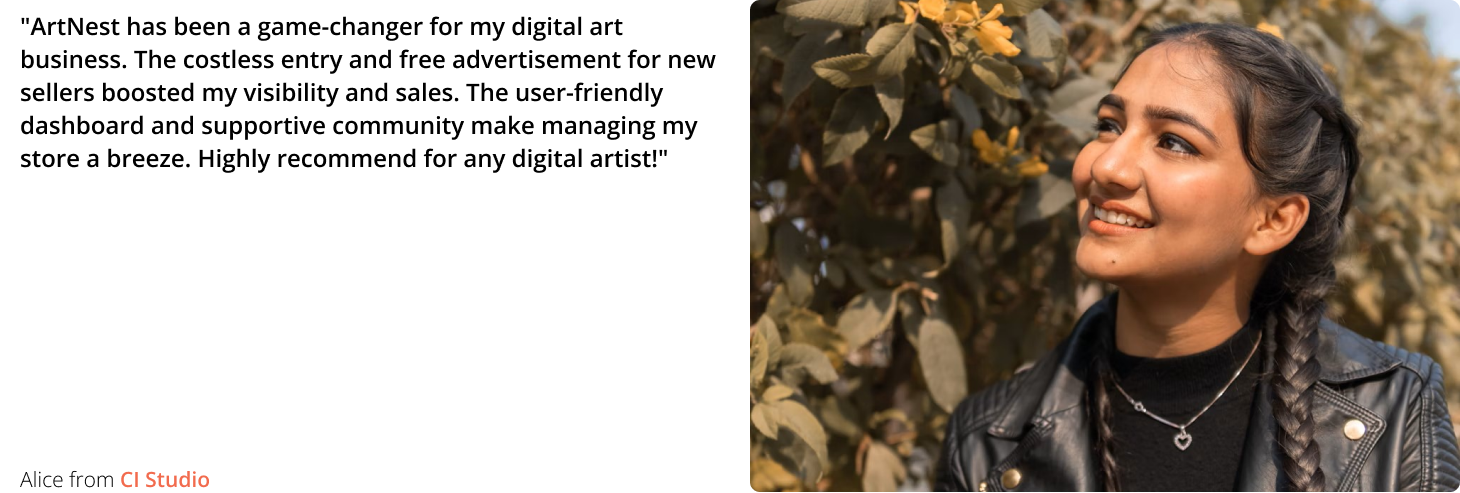 "ArtNest has been a game-changer for my digital art
business. The costless entry and free advertisement for new
sellers boosted my visibility and sales. The user-friendly
dashboard and supportive community make managing my
store a breeze. Highly recommend for any digital artist!"
Alice from CI Studio